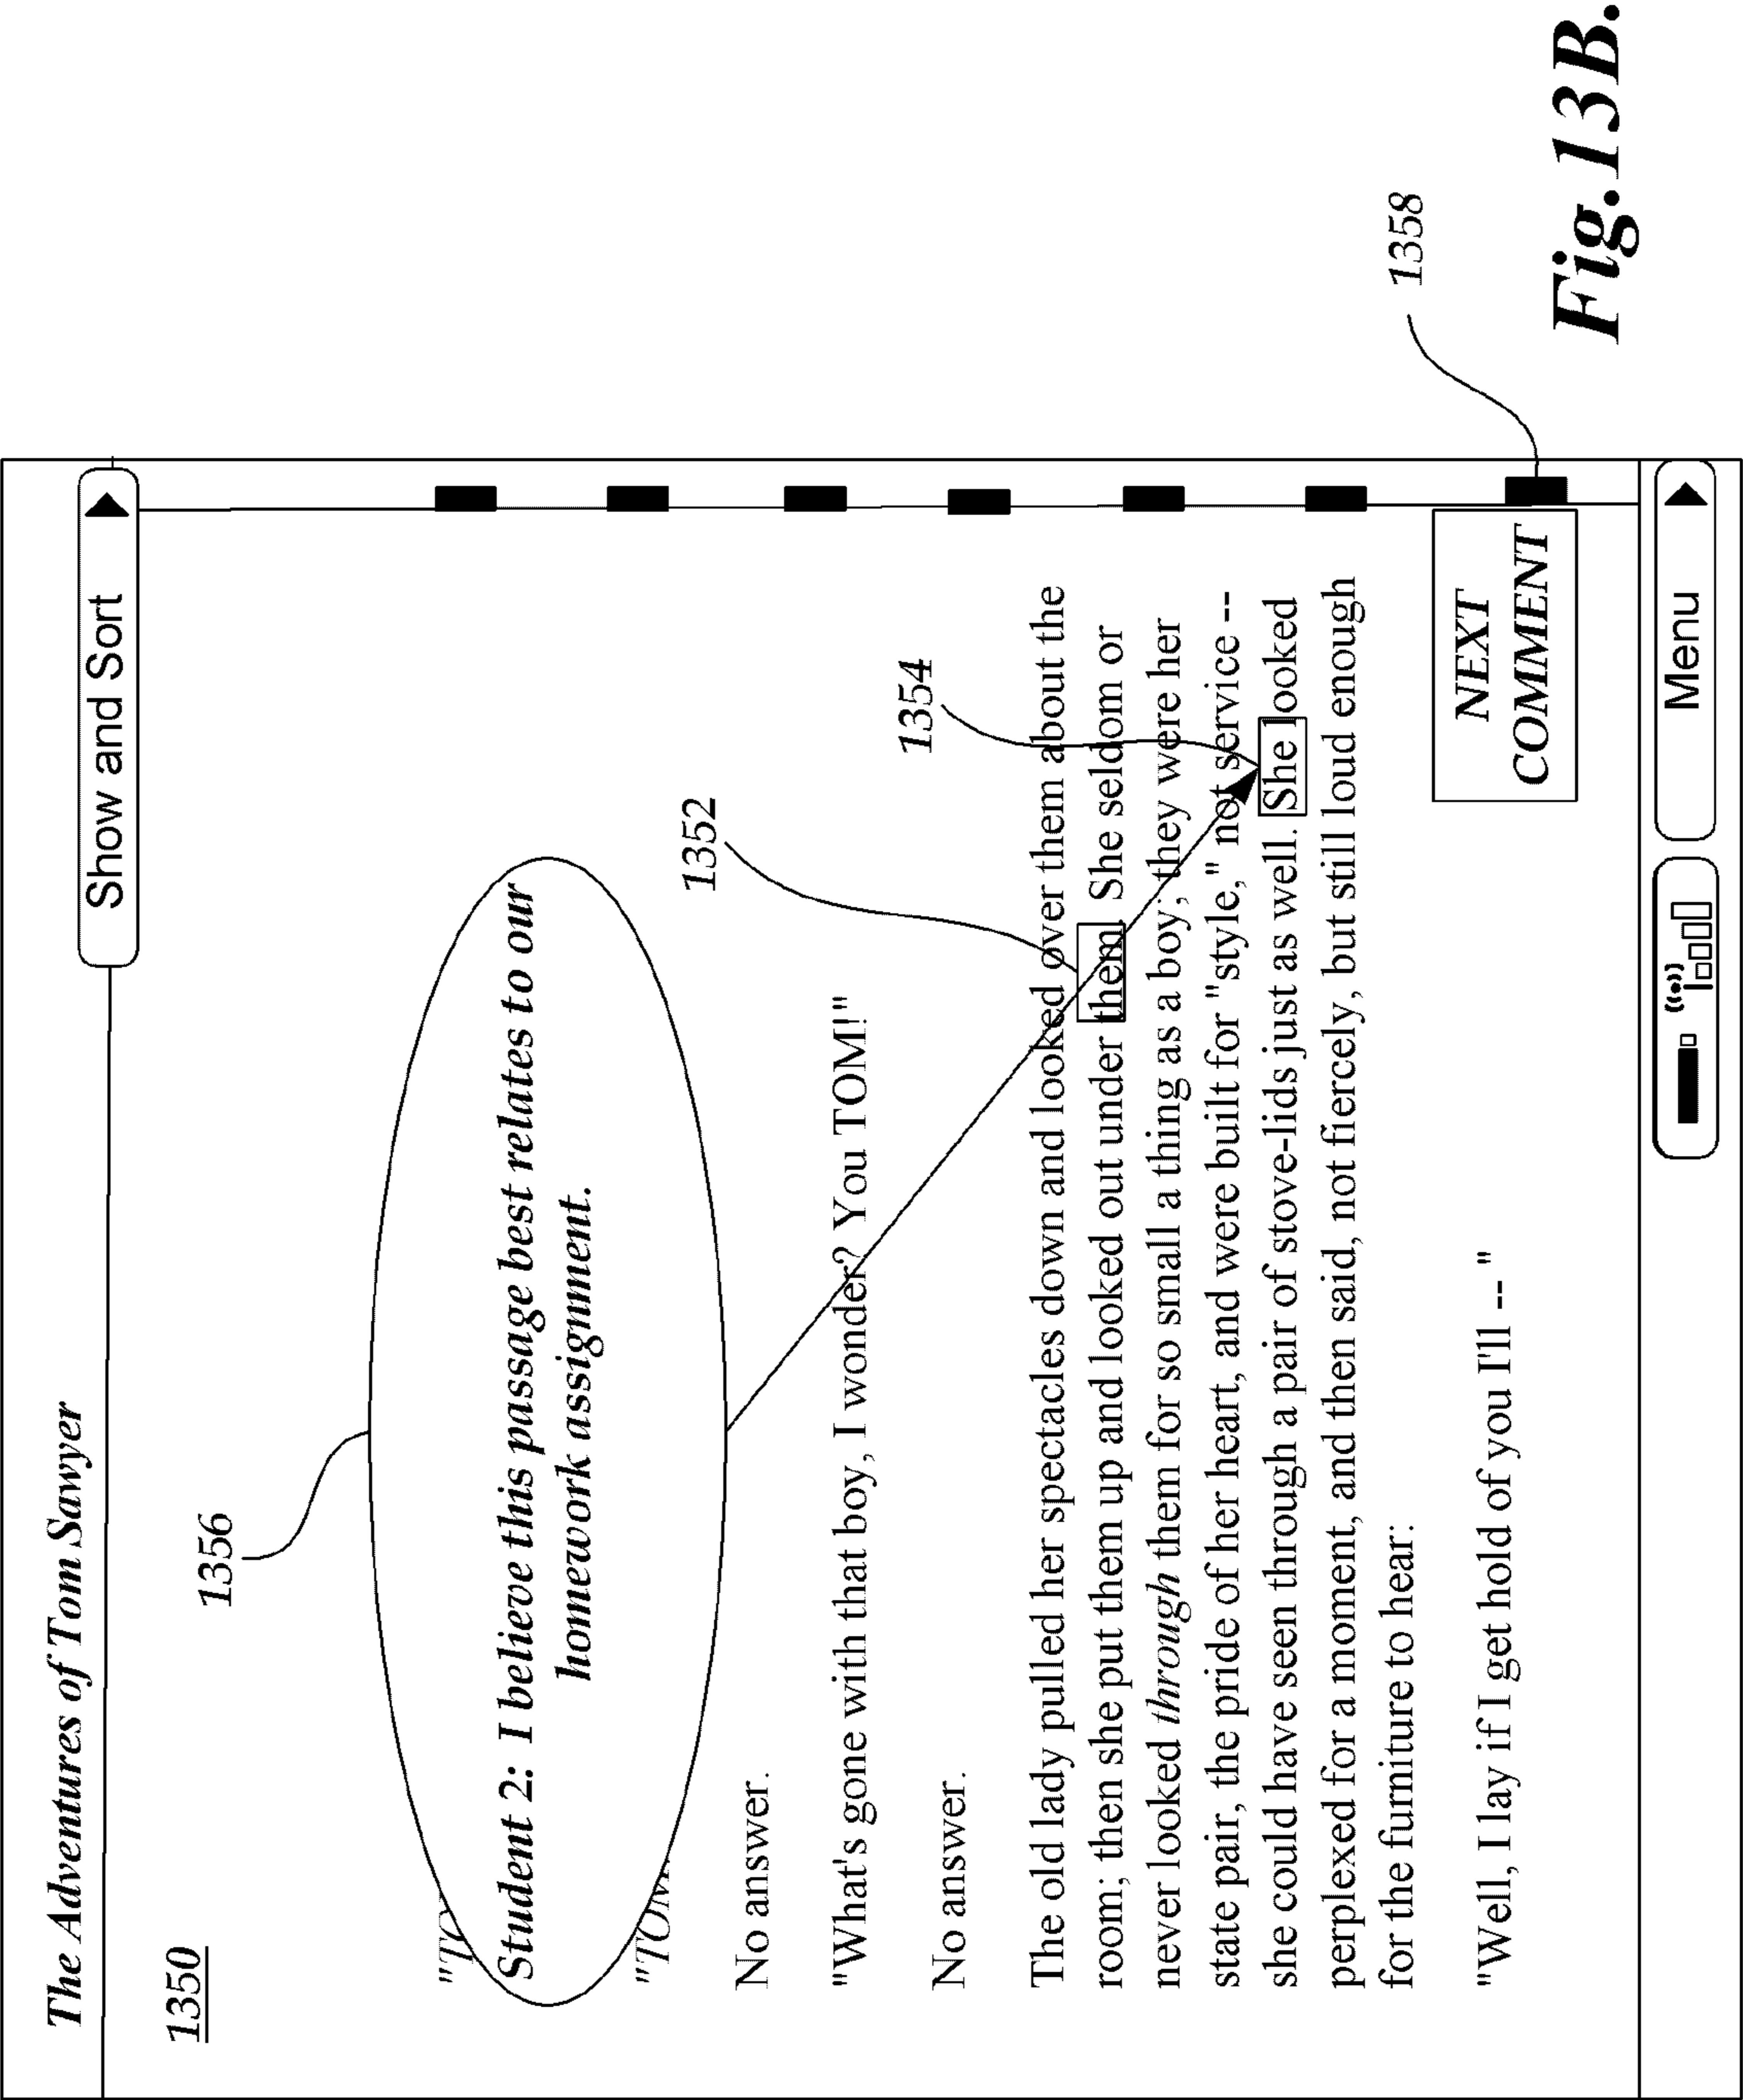 The Adventures of Tom Sawyer
Show and Sort
1350
1356
"TO
Student 2: I believe this passage best relates to our
homework assignment.
"TOM
No answer.
1352
"What's gone with that boy, I wonder? You TOM!"
1354
No answer.
The old lady pulled her spectacles down and looked over them about the
room; then she put them up and looked out under them. She seldom or
never looked through them for so small a thing as a boy; they were her
state pair, the pride of her heart, and were built for "style," not service --
she could have seen through a pair of stove-lids just as well. She looked
perplexed for a moment, and then said, not fiercely, but still loud enough
for the furniture to hear:
"Well, I lay if I get hold of you I'll -- "
NEXT
COMMENT
1358
Menu
Fig.13B.